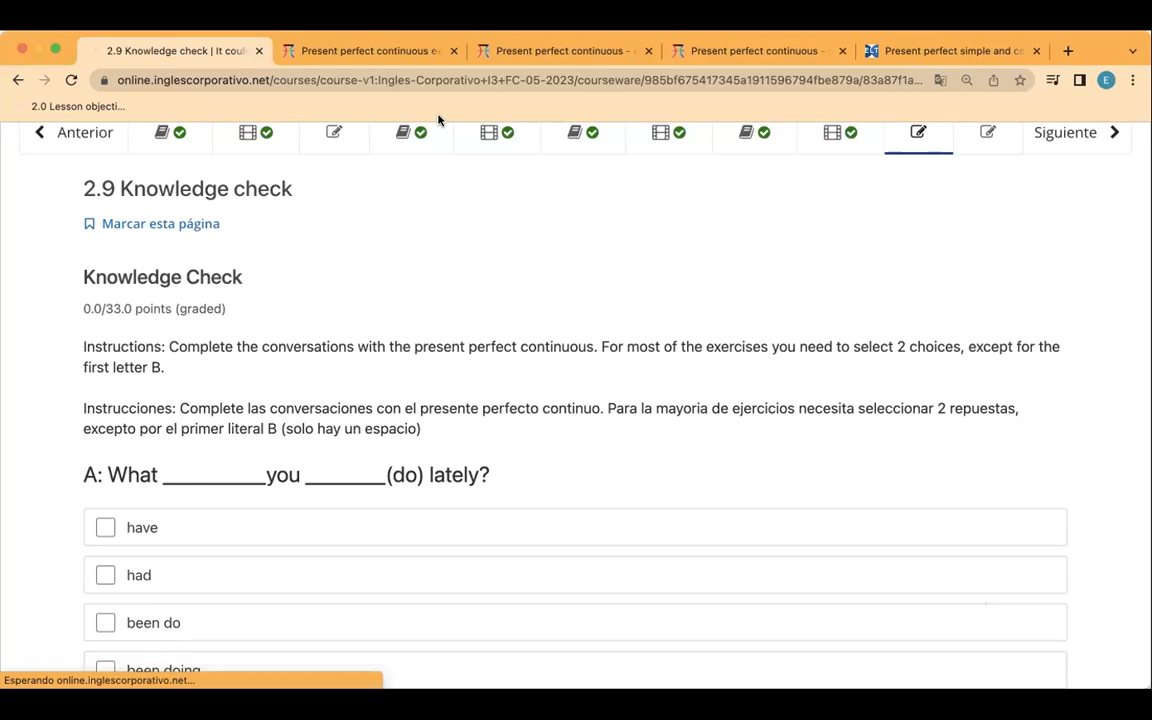 2.9 Knowledge check | It coul
Present perfect continuous ex
Present perfect continuous -
Present perfect continuous -
Present perfect simple and co
online.inglescorporativo.net/courses/course-v1:Ingles-Corporativo+I3+FC-05-2023/courseware/985bf675417345a1911596794fbe879a/83a87f1a...
E
2.0 Lesson objecti...
Anterior
Siguiente
2.9 Knowledge check
Marcar esta página
Knowledge Check
0.0/33.0 points (graded)
Instructions: Complete the conversations with the present perfect continuous. For most of the exercises you need to select 2 choices, except for the
first letter B.
Instrucciones: Complete las conversaciones con el presente perfecto continuo. Para la mayoria de ejercicios necesita seleccionar 2 repuestas,
excepto por el primer literal B (solo hay un espacio)
A: What __________you ________(do) lately?
have
had
been do
been doing
Esperando online.inglescorporativo.net...